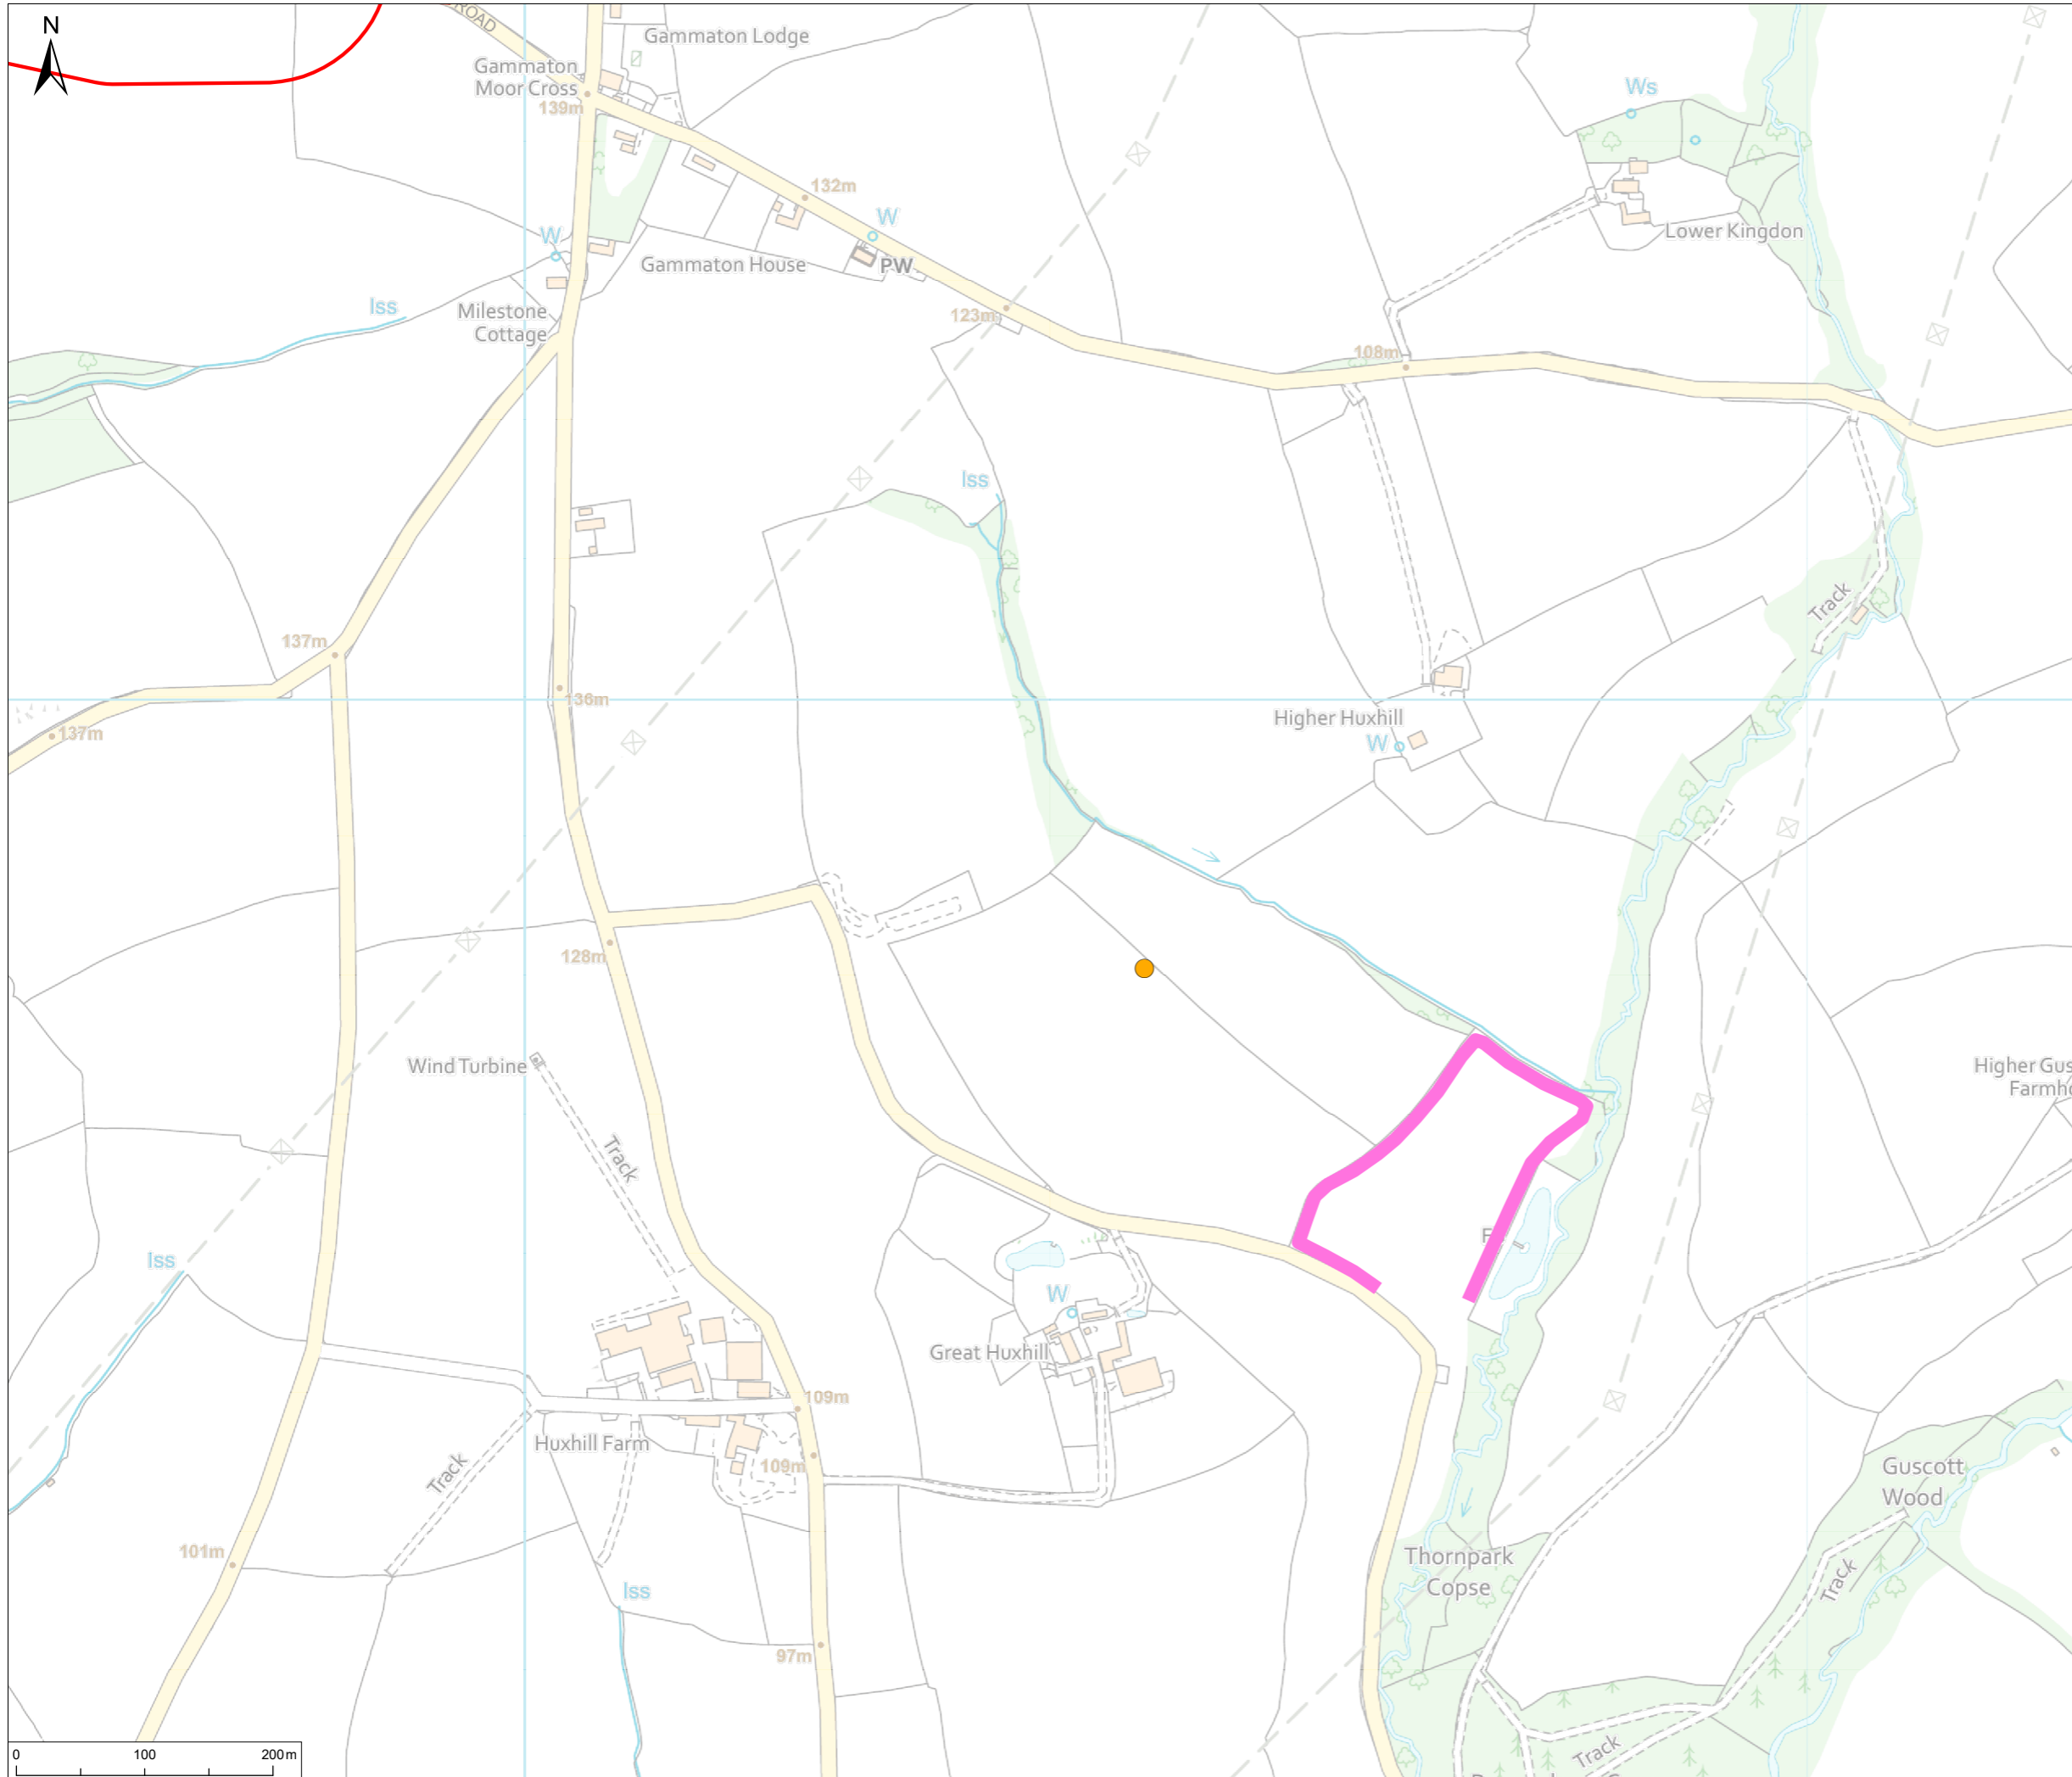 N
ROAD
Gammaton Lodge
Gammaton
Moor Cross
139m
Ws
132m
W
W
Lower Kingdon
Gammaton House
PW
Iss
Milestone
Cottage
123m
108m
Iss
Track
137m
136m
Higher Huxhill
W
137m
128m
Wind Turbine
Higher Gus
Farmho
Track
F
Iss
W
Great Huxhill
109m
Huxhill Farm
109m
Track
Guscott
Wood
101m
Thornpark
Copse
Iss
Track
97m
Track
0 100 200m